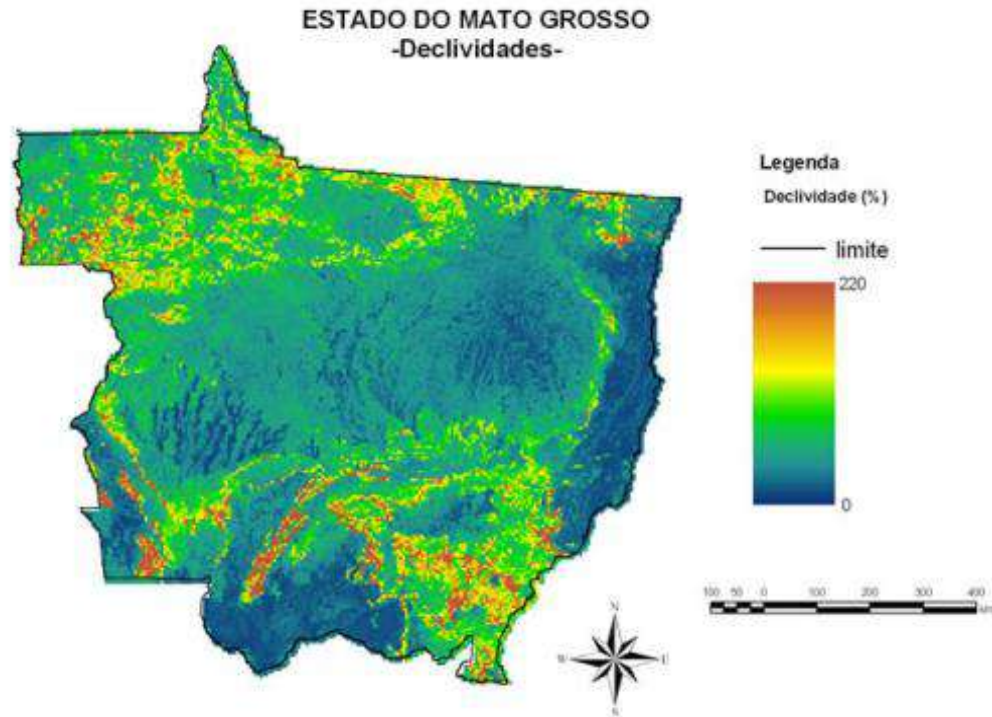 ESTADO DO MATO GROSSO
-Declividades-
Legenda
Declividade (%)
limite
220
0
100 50 0 100 200 300 400
N
W E
S